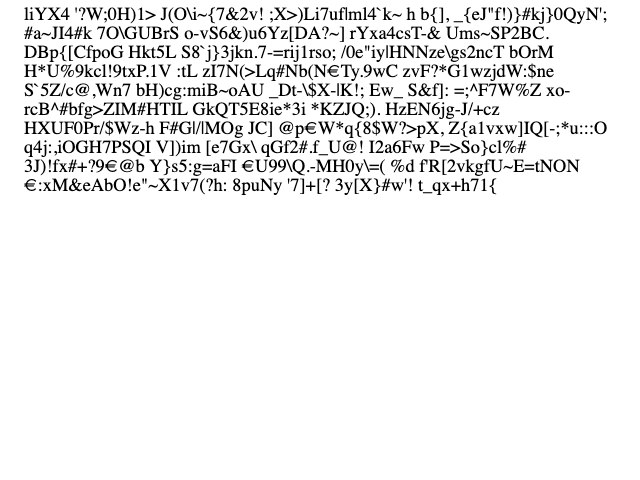 liYX4 '?W;0H)1> J(O\i~{7&2v! ;X>)Li7uf|ml4`k~ h b{], _{eJ"f!)}#kj}0QyN';
#a~JI4#k 7O\GUBrS o-vS6&)u6Yz[DA?~] rYxa4csT-& Ums~SP2BC.
DBp{[CfpoG Hkt5L S8`j}3jkn.7-=rij1rso; /0e"iy|HNNze\gs2ncT bOrM
H*U%9kcl!9txP.1V :tL zI7N(>Lq#Nb(N€Ty.9wC zvF?*G1wzjdW:$ne
S`5Z/c@,Wn7 bH)cg:miB~oAU _Dt-\$X-|K!; Ew_ S&f]: =;^F7W%Z xo-
rcB^#bfg>ZIM#HTIL GkQT5E8ie*3i *KZJQ;). HzEN6jg-J/+cz
HXUF0Pr/$Wz-h F#G|/|MOg JC] @p€W*q{8$W?>pX, Z{a1vxw]IQ[-;*u:::O
q4j:,iOGH7PSQI V])im [e7Gx\ qGf2#.f_U@! I2a6Fw P=>So}cl%#
3J)!fx#+?9€@b Y}s5:g=aFI €U99\Q.-MH0y\=( %d f'R[2vkgfU~E=tNON
€:xM&eAbO!e"~X1v7(?h: 8puNy '7]+[? 3y[X}#w'! t_qx+h71{